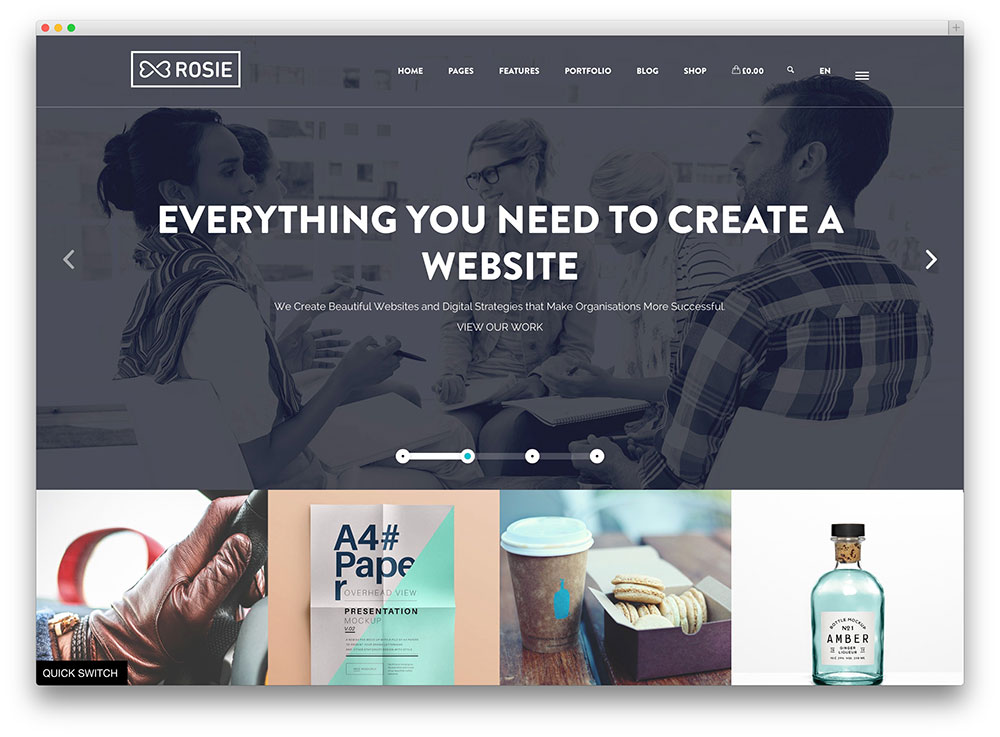 ROSIE
HOME PAGES FEATURES PORTFOLIO BLOG SHOP £0.00 EN
EVERYTHING YOU NEED TO CREATE A
WEBSITE
We Create Beautiful Websites and Digital Strategies that Make Organisations More Successful.
VIEW OUR WORK
A4#
Pape
r
OVERHEAD VIEW
PRESENTATION
MOCKUP
V.02
BOTTLE MOCKUP
Nº1
AMBER
GINGER
LIQUEUR
QUICK SWITCH